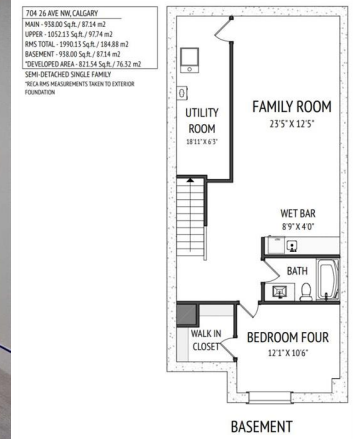 704 26 AVE NW, CALGARY
MAIN - 938.00 Sq.ft. / 87.14 m2
UPPER - 1052.13 Sq.ft. / 97.74 m2
RMS TOTAL - 1990.13 Sq.ft. / 184.88 m2
BASEMENT - 938.00 Sq.ft. / 87.14 m2
*DEVELOPED AREA - 821.54 Sq.ft. / 76.32 m2
SEMI-DETACHED SINGLE FAMILY
*RECA RMS MEASUREMENTS TAKEN TO EXTERIOR
FOUNDATION
UTILITY
ROOM
18'11" X 6'3"
FAMILY ROOM
23'5" X 12'5"
WET BAR
8'9" X 4'0"
BATH
WALK IN
CLOSET
BEDROOM FOUR
12'1" X 10'6"
BASEMENT